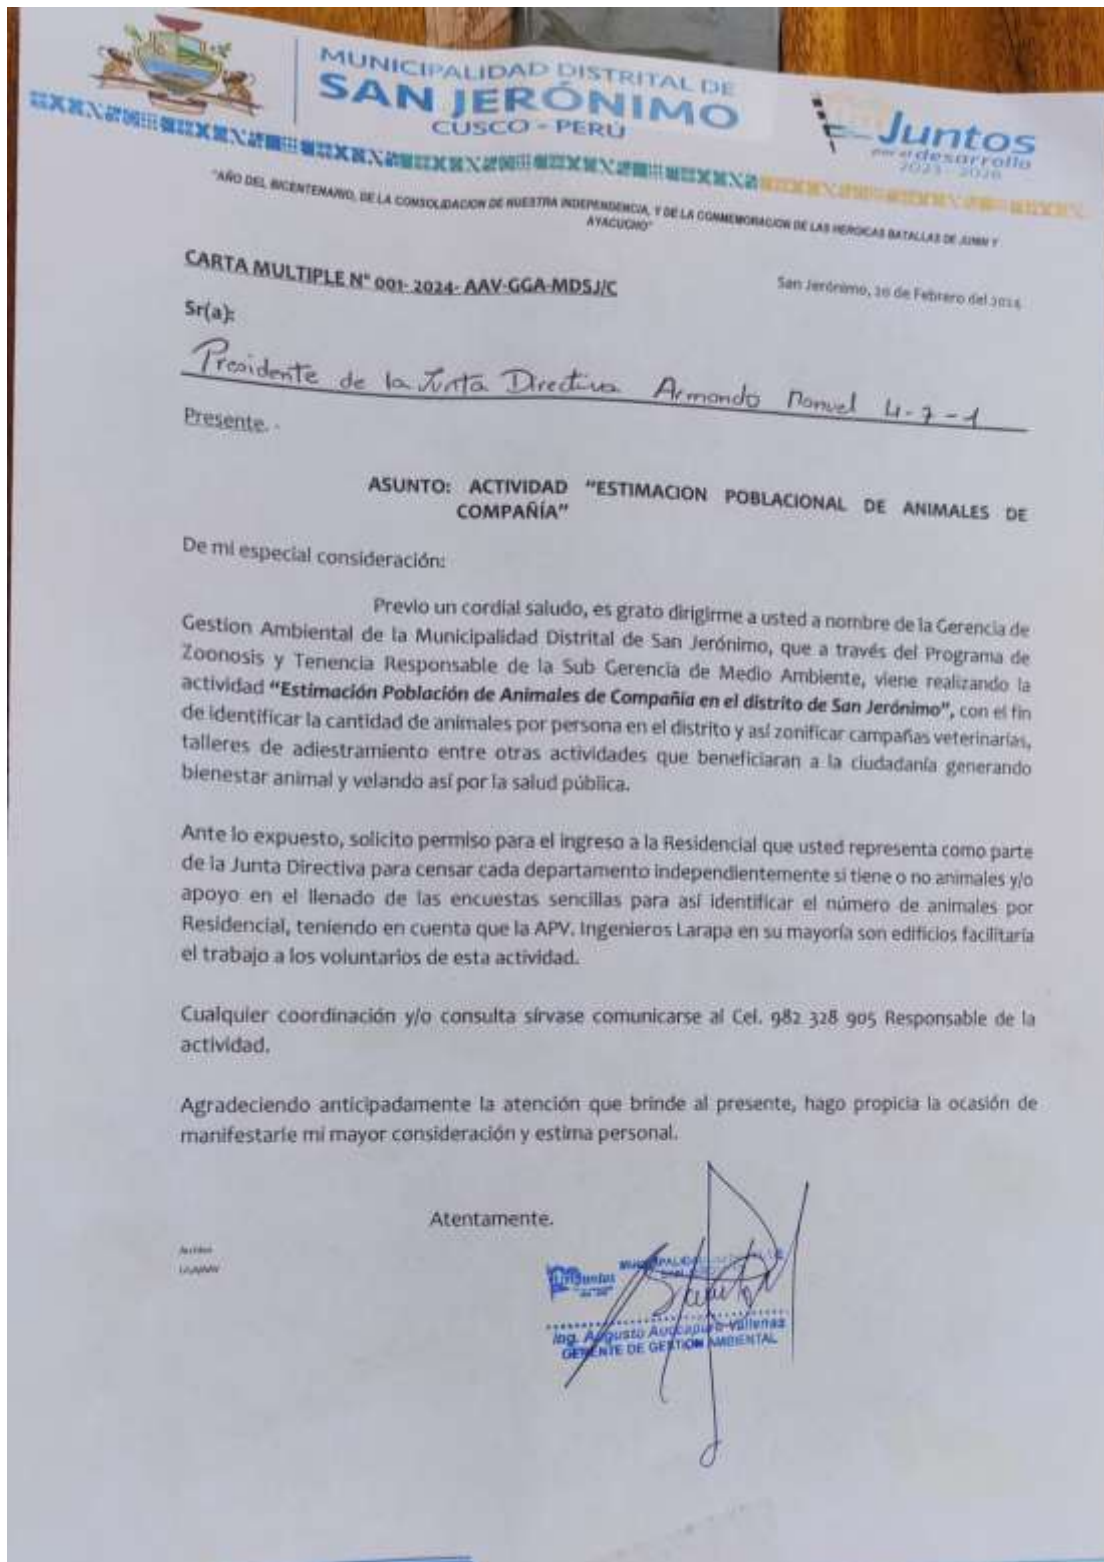 MUNICIPALIDAD DISTRITAL DE
SAN JERÓNIMO
CUSCO - PERÚ
Juntos
por el desarrollo
2023 - 2026
"AÑO DEL BICENTENARIO, DE LA CONSOLIDACION DE NUESTRA INDEPENDENCIA, Y DE LA CONMEMORACION DE LAS HEROICAS BATALLAS DE JUNIN Y
AYACUCHO"
CARTA MULTIPLE N° 001- 2024- AAV-GGA-MDSJ/C
San Jerónimo, 20 de Febrero del 2024
Sr(a):
Presidente de la Junta Directiva Armando Manuel 4-7-1
Presente. -
ASUNTO: ACTIVIDAD "ESTIMACION POBLACIONAL DE ANIMALES DE
COMPAÑÍA"
De mi especial consideración:
Previo un cordial saludo, es grato dirigirme a usted a nombre de la Gerencia de
Gestion Ambiental de la Municipalidad Distrital de San Jerónimo, que a través del Programa de
Zoonosis y Tenencia Responsable de la Sub Gerencia de Medio Ambiente, viene realizando la
actividad "Estimación Población de Animales de Compañía en el distrito de San Jerónimo", con el fin
de identificar la cantidad de animales por persona en el distrito y así zonificar campañas veterinarias,
talleres de adiestramiento entre otras actividades que beneficiaran a la ciudadanía generando
bienestar animal y velando así por la salud pública.
Ante lo expuesto, solicito permiso para el ingreso a la Residencial que usted representa como parte
de la Junta Directiva para censar cada departamento independientemente si tiene o no animales y/o
apoyo en el llenado de las encuestas sencillas para así identificar el número de animales por
Residencial, teniendo en cuenta que la APV. Ingenieros Larapa en su mayoría son edificios facilitaría
el trabajo a los voluntarios de esta actividad.
Cualquier coordinación y/o consulta sírvase comunicarse al Cel. 982 328 905 Responsable de la
actividad.
Agradeciendo anticipadamente la atención que brinde al presente, hago propicia la ocasión de
manifestarle mi mayor consideración y estima personal.
Atentamente.
Archivo
Juntos
Ing. Augusto Auccapuro Vallenas
GERENTE DE GESTION AMBIENTAL